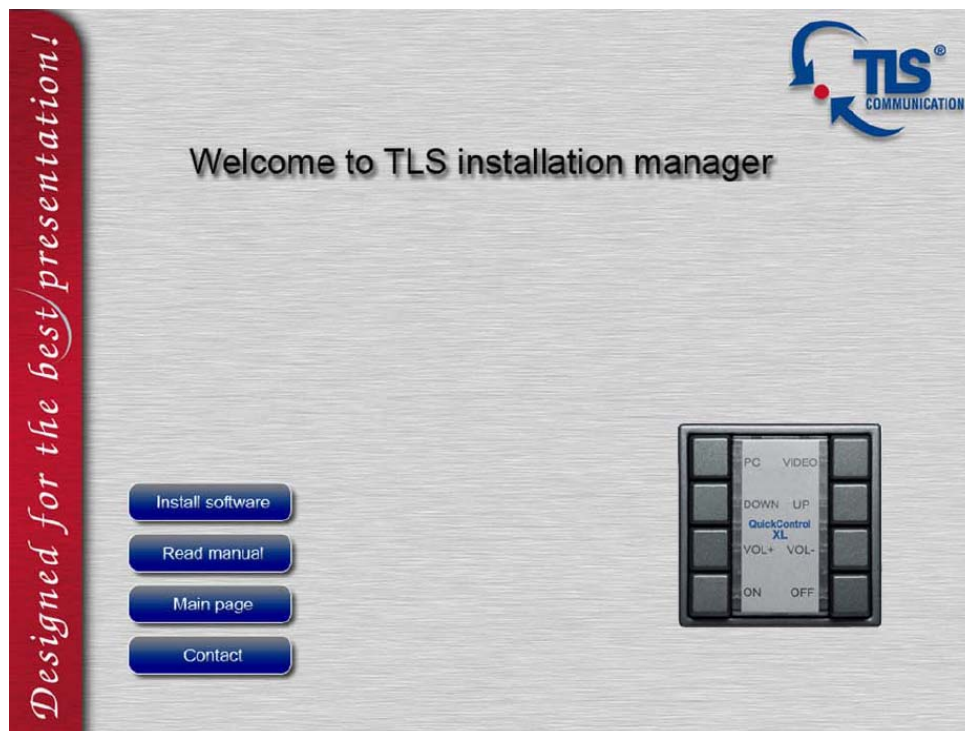 Designed for the best presentation!
TLS®
COMMUNICATION
Welcome to TLS installation manager
Install software
Read manual
Main page
Contact
PC VIDEO
DOWN UP
QuickControl
XL
VOL+ VOL-
ON OFF